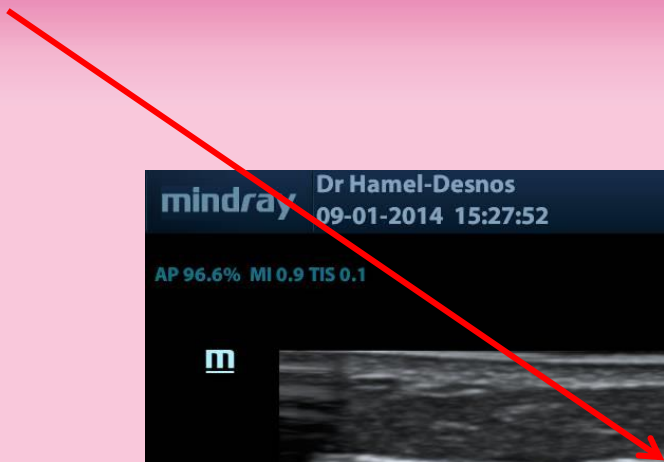 mindray
Dr Hamel-Desnos
09-01-2014 15:27:52
AP 96.6% MI 0.9 TIS 0.1
m